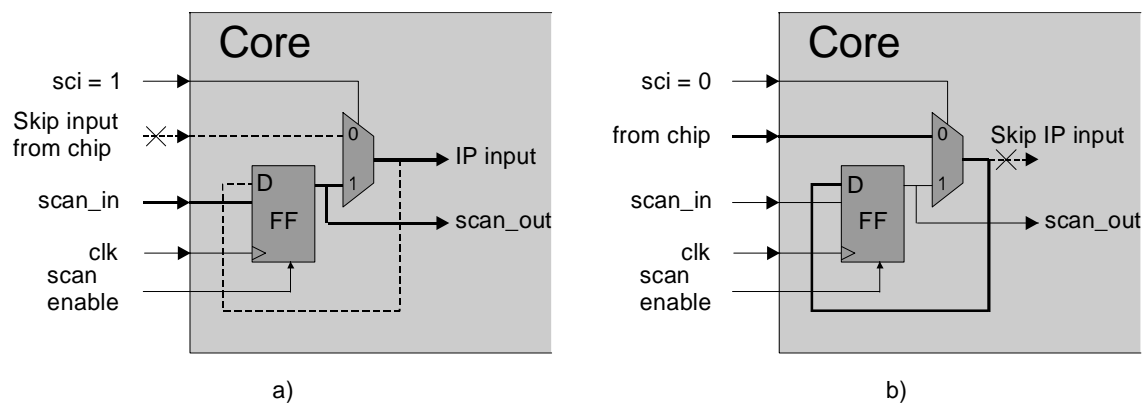 Core
sci = 1
Skip input
from chip
0
IP input
D
1
scan_in
FF
scan_out
clk
scan
enable
a)
Core
sci = 0
from chip
0
Skip IP input
D
1
scan_in
FF
scan_out
clk
scan
enable
b)